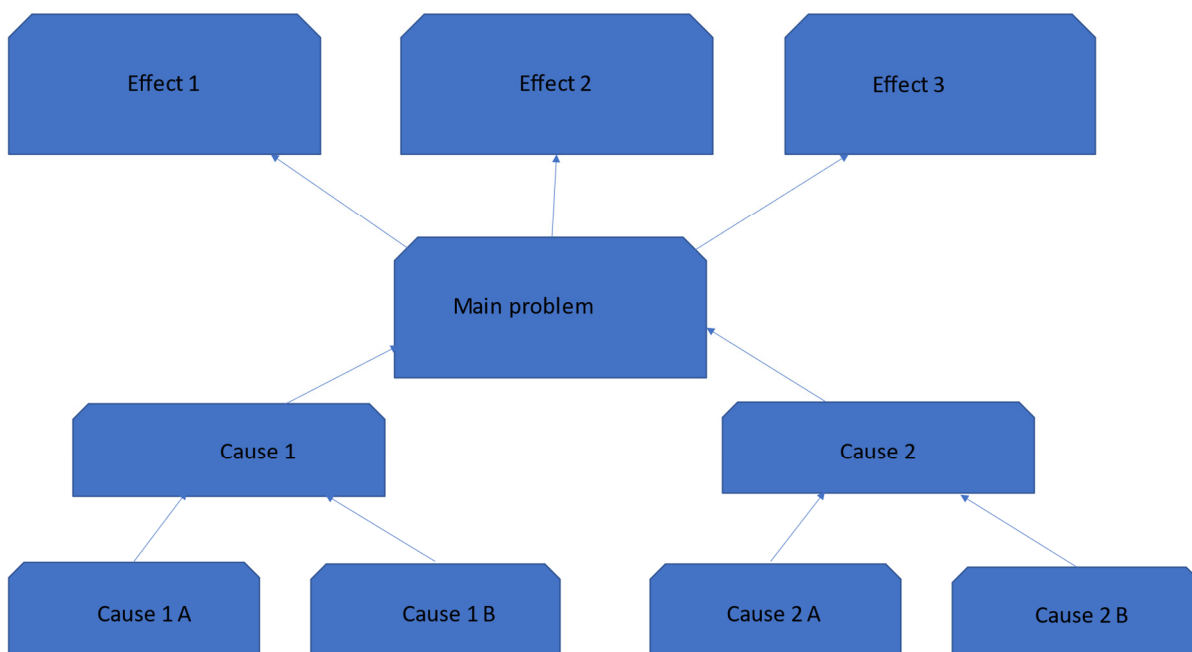 Effect 1
Effect 2
Effect 3
Main problem
Cause 1
Cause 2
Cause 1 A
Cause 1 B
Cause 2 A
Cause 2 B